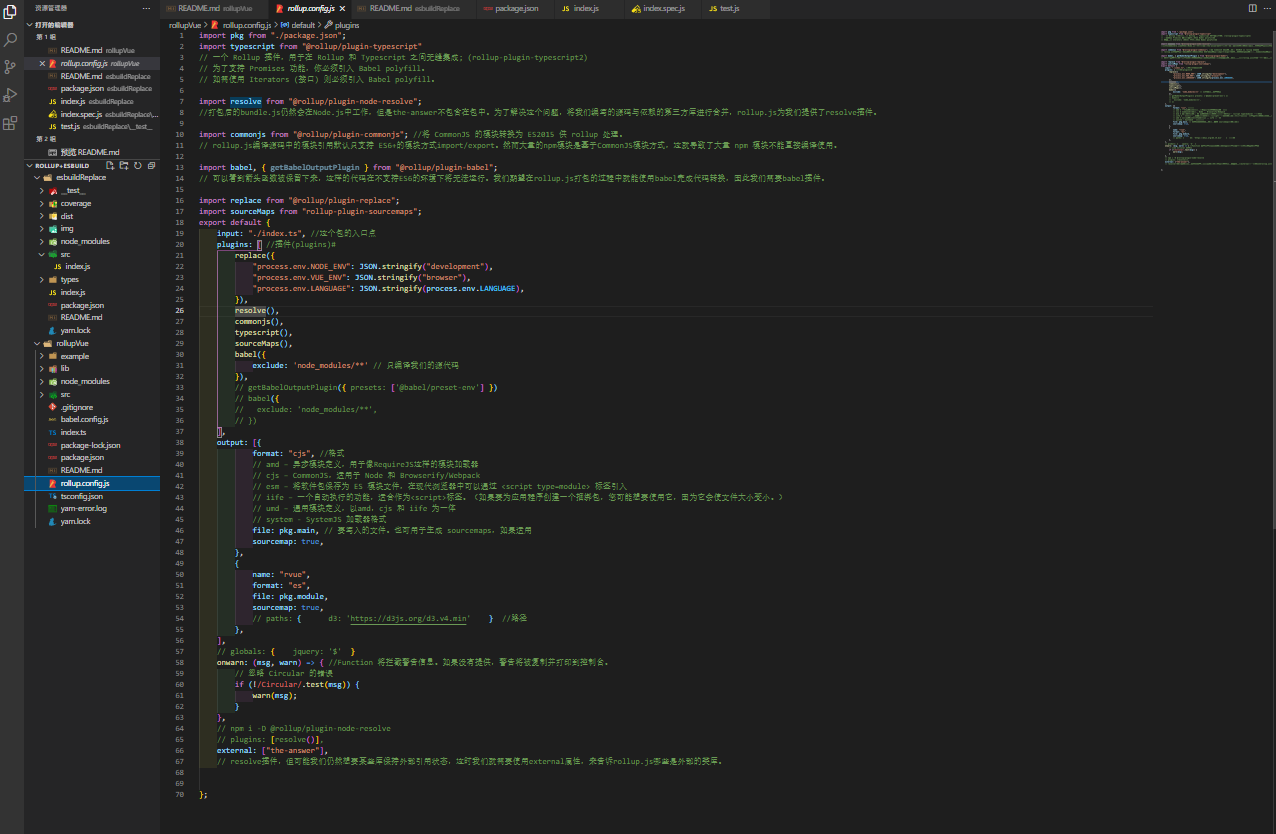 资源管理器
打开的编辑器
第 1 组
README.md rollupVue
rollup.config.js rollupVue
README.md esbuildReplace
package.json esbuildReplace
index.js esbuildReplace
index.spec.js esbuildReplace\...
test.js esbuildReplace\__test__
第 2 组
预览 README.md
ROLLUP+ESBUILD
esbuildReplace
__test__
coverage
dist
img
node_modules
src
index.js
types
index.js
package.json
README.md
yarn.lock
rollupVue
example
lib
node_modules
src
.gitignore
babel.config.js
index.ts
package-lock.json
package.json
README.md
rollup.config.js
tsconfig.json
yarn-error.log
yarn.lock
README.md rollupVue
rollup.config.js
README.md esbuildReplace
package.json
index.js
index.spec.js
test.js
rollupVue > rollup.config.js > default > plugins
1 import pkg from "./package.json";
2 import typescript from "@rollup/plugin-typescript"
3 // 一个 Rollup 插件，用于在 Rollup 和 Typescript 之间无缝集成；(rollup-plugin-typescript2)
4 // 为了支持 Promises 功能，你必须引入 Babel polyfill。
5 // 如何使用 Iterators (接口) 则必须引入 Babel polyfill。
6
7 import resolve from "@rollup/plugin-node-resolve";
8 //打包后的bundle.js仍然会在Node.js中工作，但是the-answer不包含在包中。为了解决这个问题，将我们编写的源码与依赖的第三方库进行合并，rollup.js为我们提供了resolve插件。
9
10 import commonjs from "@rollup/plugin-commonjs"; //将 CommonJS 的模块转换为 ES2015 供 rollup 处理。
11 // rollup.js编译源码中的模块引用默认只支持 ES6+的模块方式import/export。然而大量的npm模块是基于CommonJS模块方式，这就导致了大量 npm 模块不能直接编译使用。
12
13 import babel, { getBabelOutputPlugin } from "@rollup/plugin-babel";
14 // 可以看到箭头函数被保留下来，这样的代码在不支持ES6的环境下将无法运行。我们期望在rollup.js打包的过程中就能使用babel完成代码转换，因此我们需要babel插件。
15
16 import replace from "@rollup/plugin-replace";
17 import sourceMaps from "rollup-plugin-sourcemaps";
18 export default {
19 input: "./index.ts", //这个包的入口点
20 plugins: [ //插件(plugins)#
21 replace({
22 "process.env.NODE_ENV": JSON.stringify("development"),
23 "process.env.VUE_ENV": JSON.stringify("browser"),
24 "process.env.LANGUAGE": JSON.stringify(process.env.LANGUAGE),
25 }),
26 resolve(),
27 commonjs(),
28 typescript(),
29 sourceMaps(),
30 babel({
31 exclude: 'node_modules/**' // 只编译我们的源代码
32 }),
33 // getBabelOutputPlugin({ presets: ['@babel/preset-env'] })
34 // babel({
35 // exclude: 'node_modules/**',
36 // })
37 ],
38 output: [{
39 format: "cjs", //格式
40 // amd – 异步模块定义，用于像RequireJS这样的模块加载器
41 // cjs – CommonJS，适用于 Node 和 Browserify/Webpack
42 // esm – 将软件包保存为 ES 模块文件，在现代浏览器中可以通过 <script type=module> 标签引入
43 // iife – 一个自动执行的功能，适合作为<script>标签。（如果要为应用程序创建一个捆绑包，您可能想要使用它，因为它会使文件大小变小。）
44 // umd – 通用模块定义，以amd，cjs 和 iife 为一体
45 // system - SystemJS 加载器格式
46 file: pkg.main, // 要写入的文件。也可用于生成 sourcemaps，如果适用
47 sourcemap: true,
48 },
49 {
50 name: "rvue",
51 format: "es",
52 file: pkg.module,
53 sourcemap: true,
54 // paths: { d3: 'https://d3js.org/d3.v4.min' } //路径
55 },
56 ],
57 // globals: { jquery: '$' }
58 onwarn: (msg, warn) => { //Function 将拦截警告信息。如果没有提供，警告将被复制并打印到控制台。
59 // 忽略 Circular 的错误
60 if (!/Circular/.test(msg)) {
61 warn(msg);
62 }
63 },
64 // npm i -D @rollup/plugin-node-resolve
65 // plugins: [resolve()],
66 external: ["the-answer"],
67 // resolve插件，但可能我们仍然想要某些库保持外部引用状态，这时我们就需要使用external属性，来告诉rollup.js哪些是外部的类库。
68
69
70 };